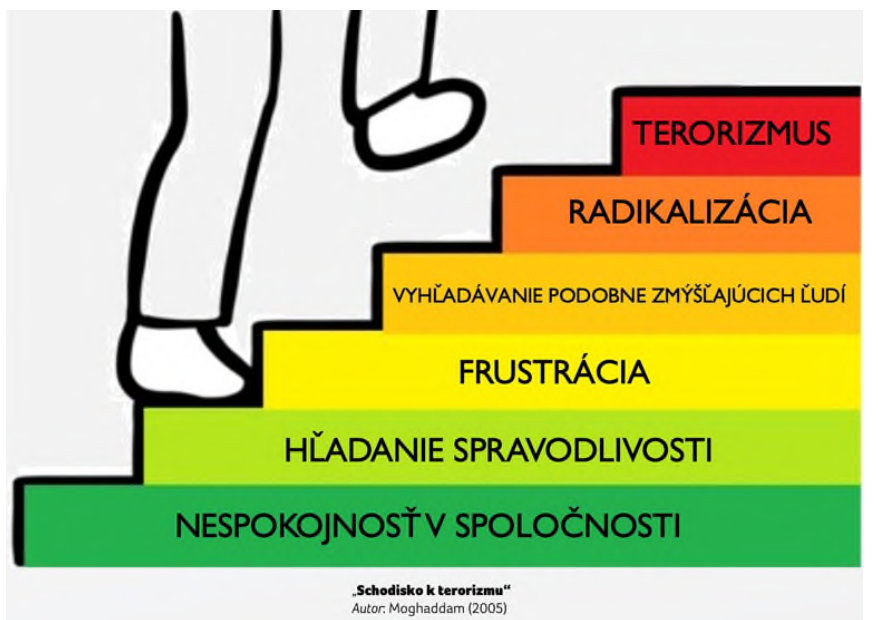 TERORIZMUS
RADIKALIZÁCIA
VYHĽADÁVANIE PODOBNE ZMÝŠĽAJÚCICH ĽUDÍ
FRUSTRÁCIA
HĽADANIE SPRAVODLIVOSTI
NESPOKOJNOSŤ V SPOLOČNOSTI
„Schodisko k terorizmu“
Autor: Moghaddam (2005)